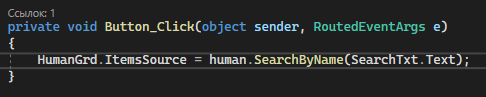 Ссылок: 1
private void Button_Click(object sender, RoutedEventArgs e)
{
    HumanGrd.ItemsSource = human.SearchByName(SearchTxt.Text);
}